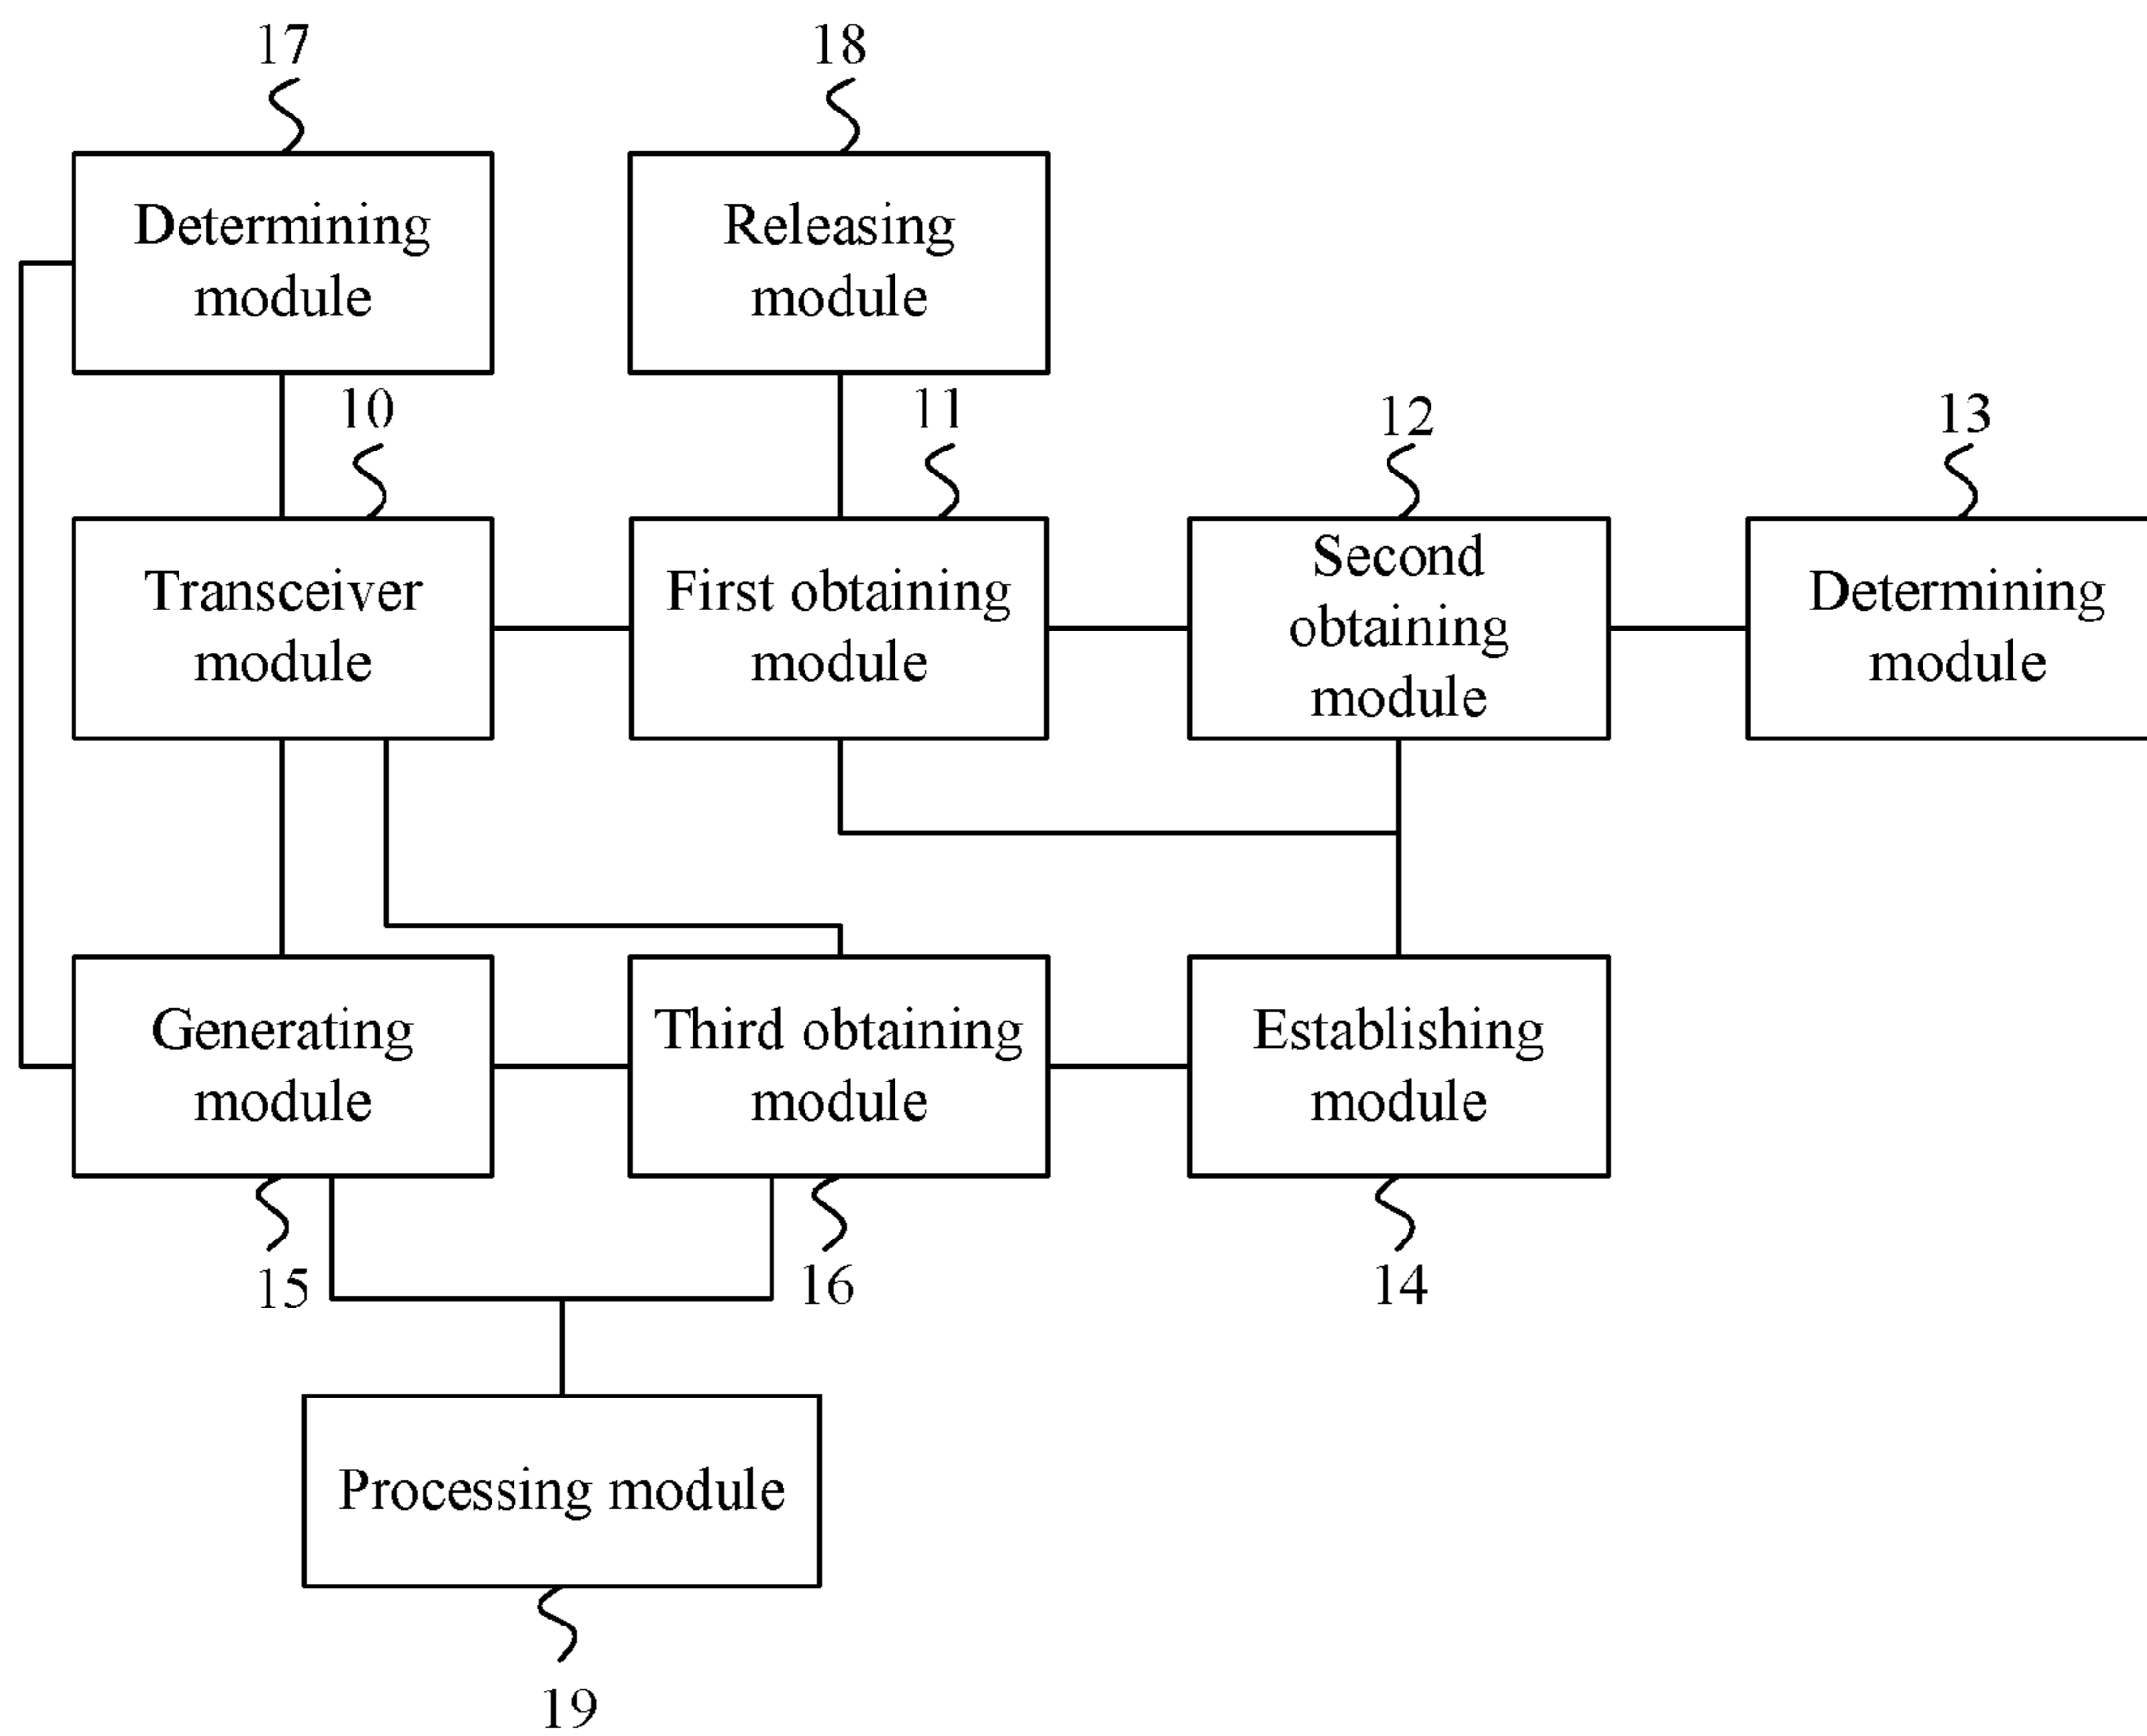 17
18
Determining
module
Releasing
module
10
11
12
13
Transceiver
module
First obtaining
module
Second
obtaining
module
Determining
module
Generating
module
Third obtaining
module
Establishing
module
15
16
14
Processing module
19